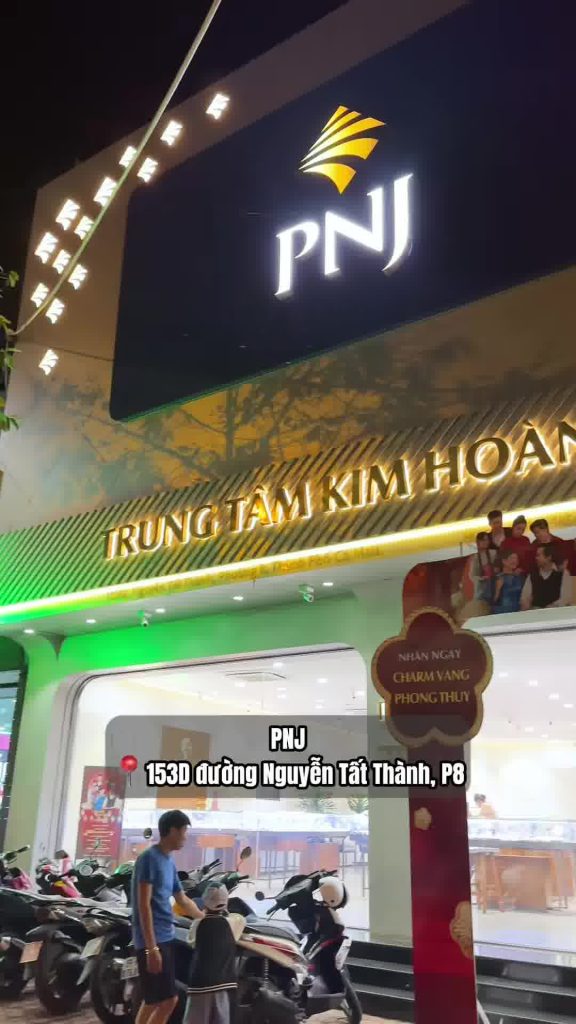 PNJ
TRUNG TÂM KIM HOÀN
NHẬN NGAY
CHARM VÀNG
PHONG THỦY
PNJ
153D đường Nguyễn Tất Thành, P8